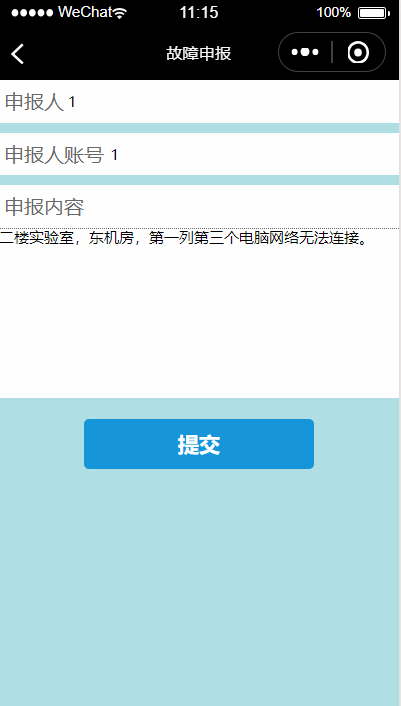 WeChat 11:15 100%
故障申报
申报人 1
申报人账号 1
申报内容
二楼实验室，东机房，第一列第三个电脑网络无法连接。
提交